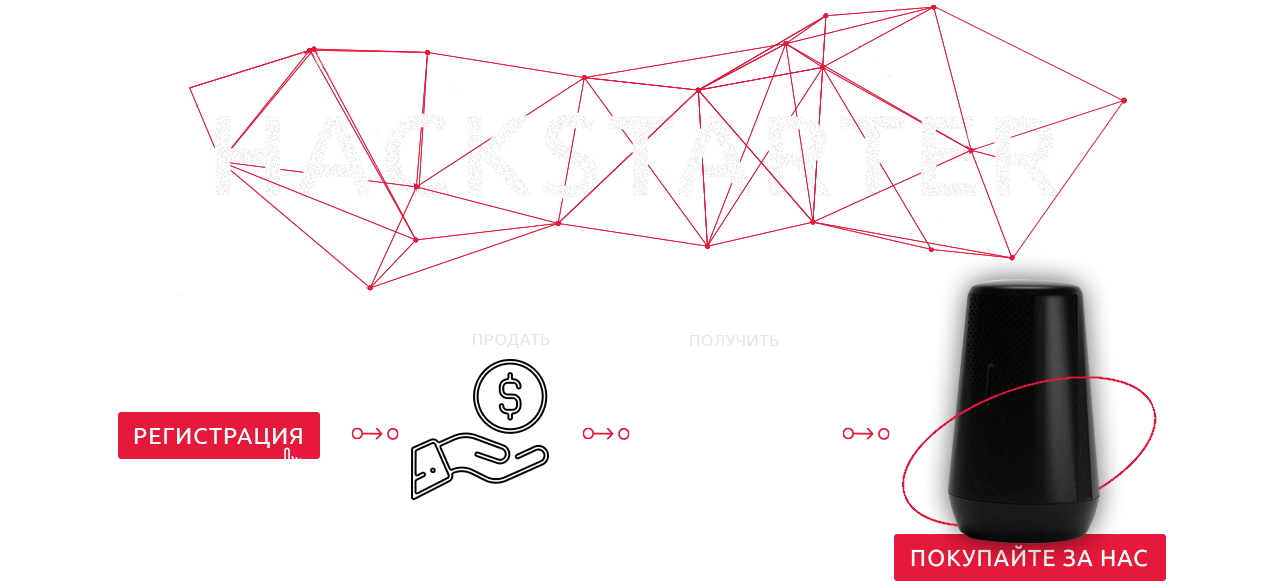 HACKSTARTER
ПРОДАТЬ
ПОЛУЧИТЬ
РЕГИСТРАЦИЯ
ПОКУПАЙТЕ ЗА НАС